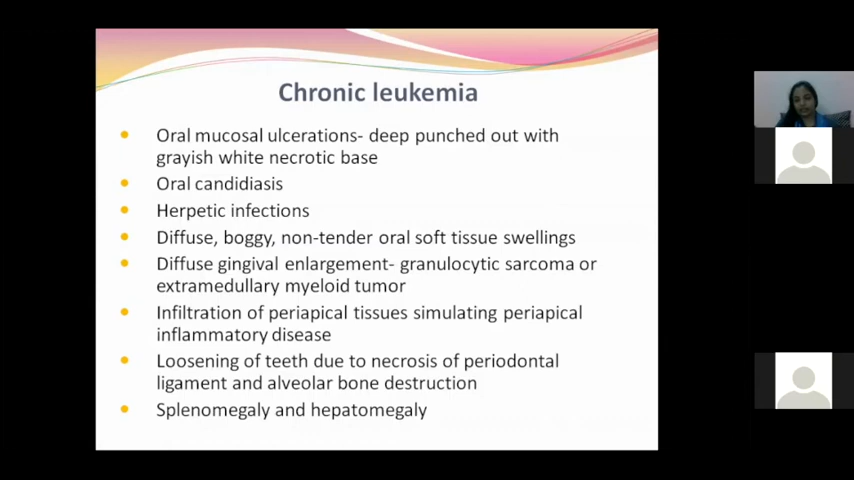 Chronic leukemia
Oral mucosal ulcerations- deep punched out with
grayish white necrotic base
Oral candidiasis
Herpetic infections
Diffuse, boggy, non-tender oral soft tissue swellings
Diffuse gingival enlargement- granulocytic sarcoma or
extramedullary myeloid tumor
Infiltration of periapical tissues simulating periapical
inflammatory disease
Loosening of teeth due to necrosis of periodontal
ligament and alveolar bone destruction
Splenomegaly and hepatomegaly